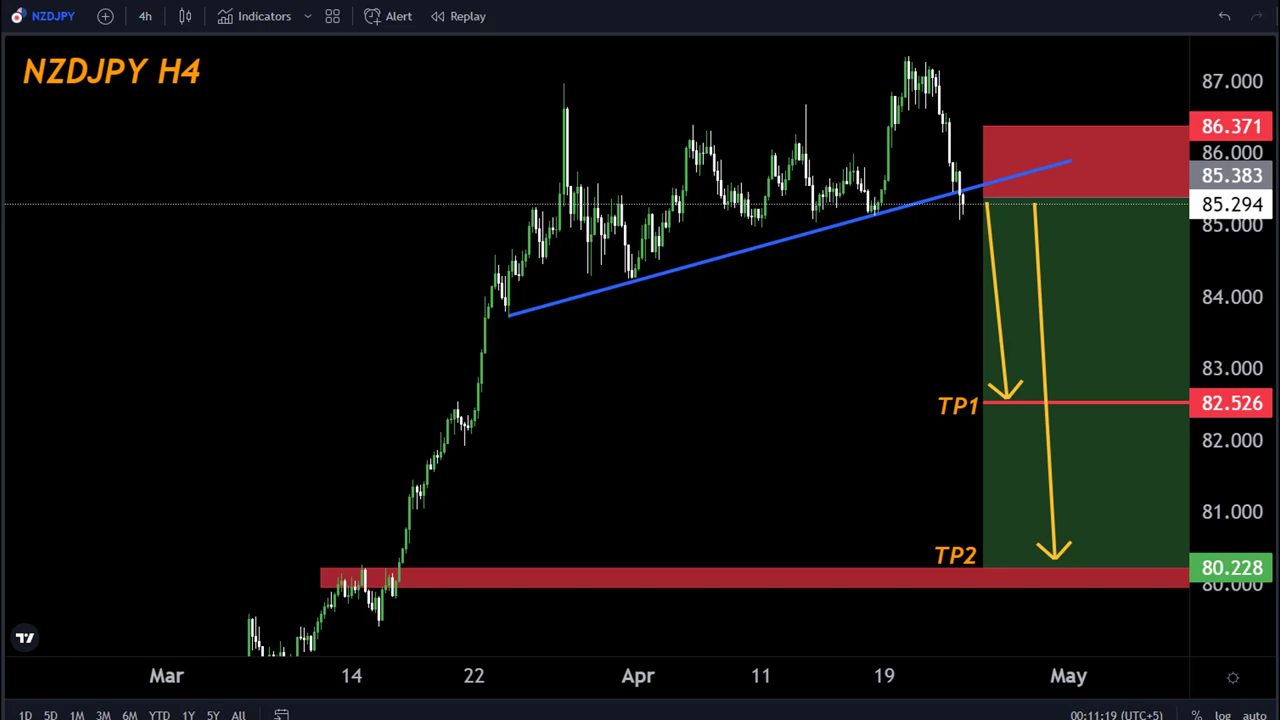 NZDJPY 4h Indicators Alert Replay
NZDJPY H4
87.000
86.371
86.000
85.383
85.294
85.000
84.000
83.000
TP1
82.526
82.000
81.000
TP2
80.228
80.000
Mar 14 22 Apr 11 19 May
1D 5D 1M 3M 6M YTD 1Y 5Y All 00:11:19 (UTC+5) % log auto